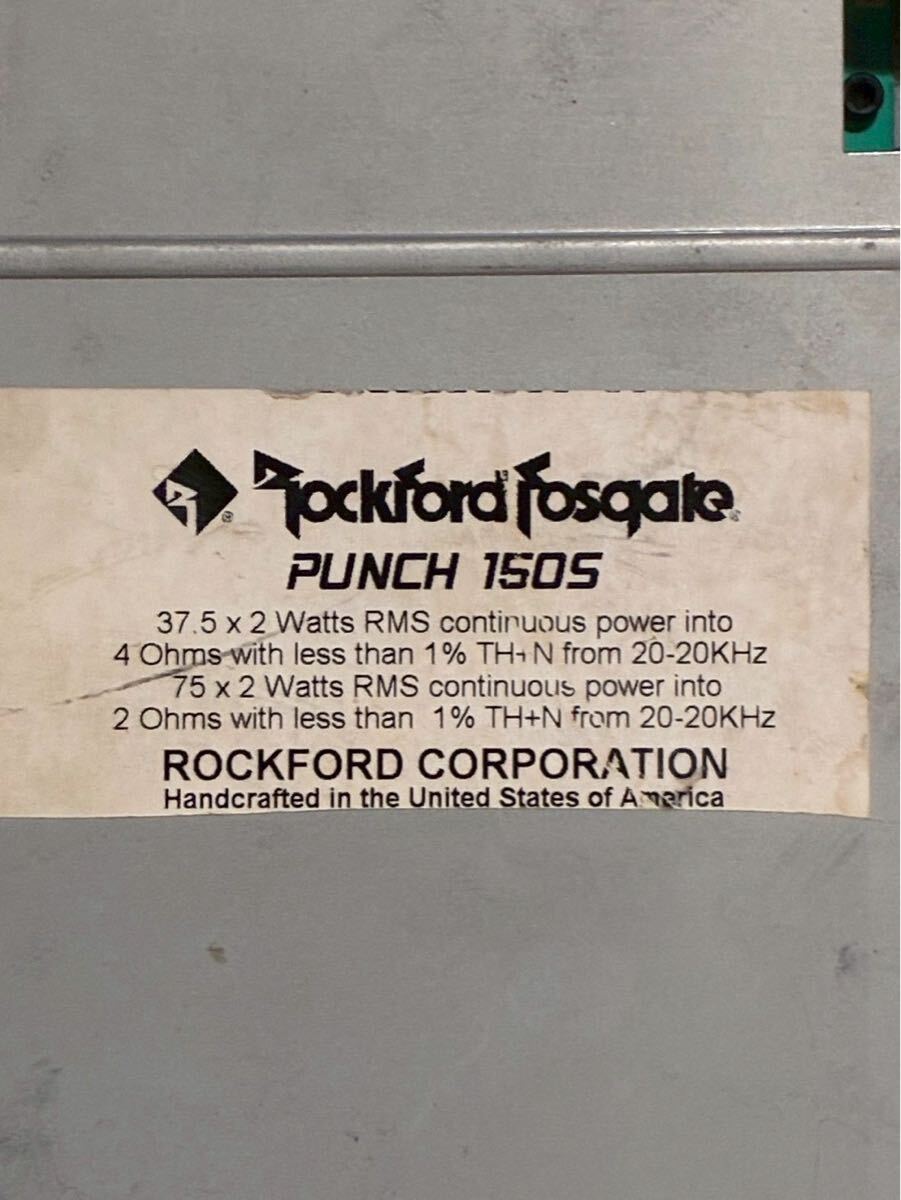 Rockford Fosgate
PUNCH 150S
37.5 x 2 Watts RMS continuous power into
4 Ohms with less than 1% TH+N from 20-20KHz
75 x 2 Watts RMS continuous power into
2 Ohms with less than 1% TH+N from 20-20KHz
ROCKFORD CORPORATION
Handcrafted in the United States of America